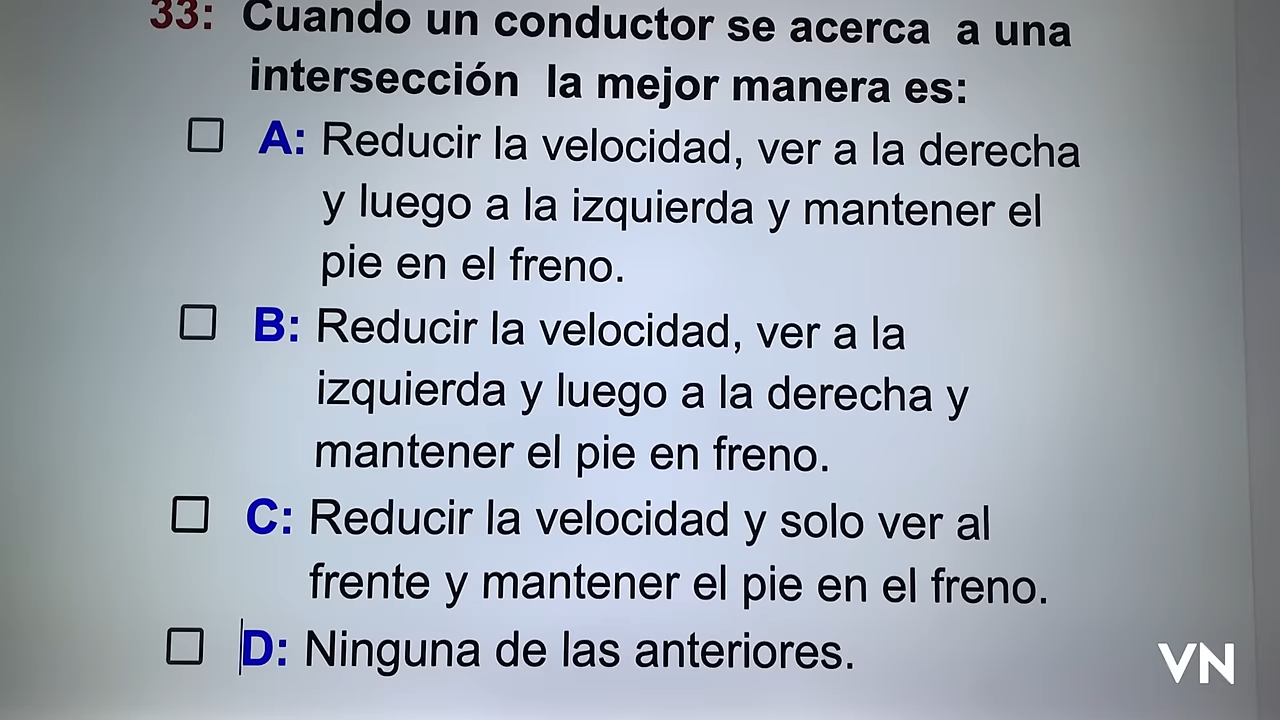 33: Cuando un conductor se acerca a una
intersección la mejor manera es:
A: Reducir la velocidad, ver a la derecha
y luego a la izquierda y mantener el
pie en el freno.
B: Reducir la velocidad, ver a la
izquierda y luego a la derecha y
mantener el pie en freno.
C: Reducir la velocidad y solo ver al
frente y mantener el pie en el freno.
D: Ninguna de las anteriores.
VN